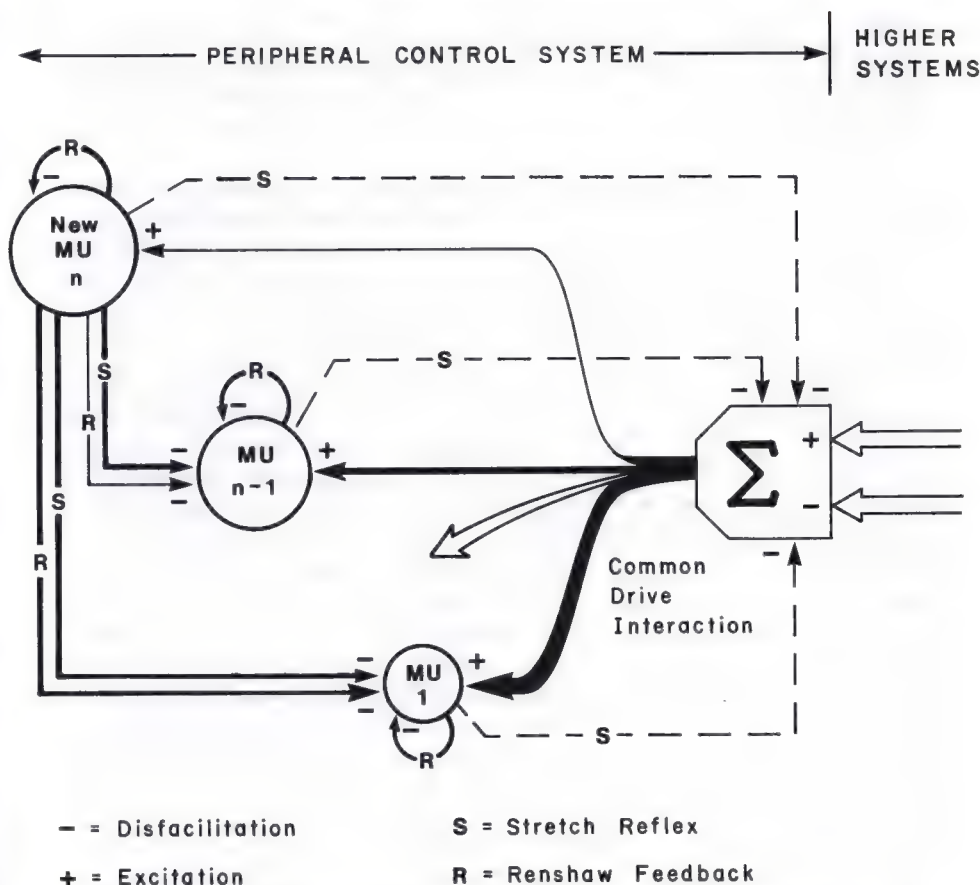 PERIPHERAL CONTROL SYSTEM
HIGHER
SYSTEMS
R
-
S
New
MU
n
+
-
-
S
R
S
R
-
MU
n-1
+
-
-
S
R
S
Σ
+
-
-
Common
Drive
Interaction
-
-
MU
1
+
-
R
S
- = Disfacilitation
S = Stretch Reflex
+ = Excitation
R = Renshaw Feedback